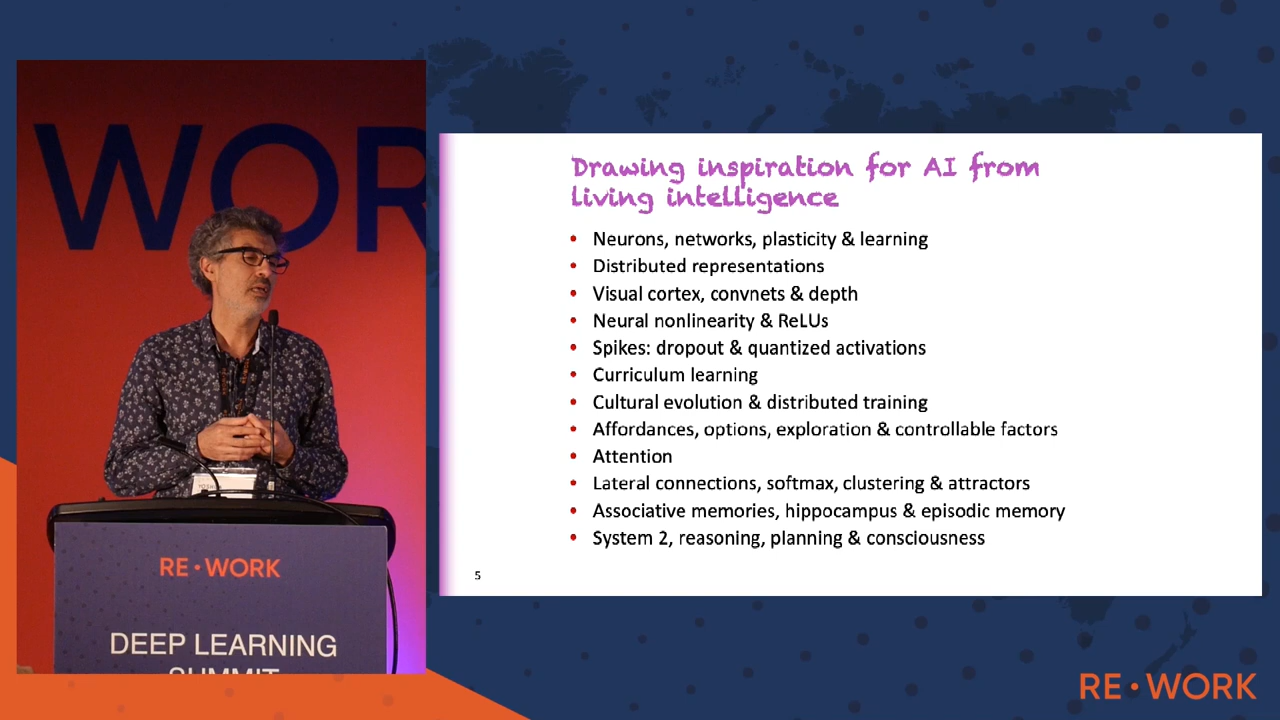 WOR
RE•WORK
DEEP LEARNING
SUMMIT
Drawing inspiration for AI from
living intelligence
• Neurons, networks, plasticity & learning
• Distributed representations
• Visual cortex, convnets & depth
• Neural nonlinearity & ReLUs
• Spikes: dropout & quantized activations
• Curriculum learning
• Cultural evolution & distributed training
• Affordances, options, exploration & controllable factors
• Attention
• Lateral connections, softmax, clustering & attractors
• Associative memories, hippocampus & episodic memory
• System 2, reasoning, planning & consciousness
5
RE•WORK